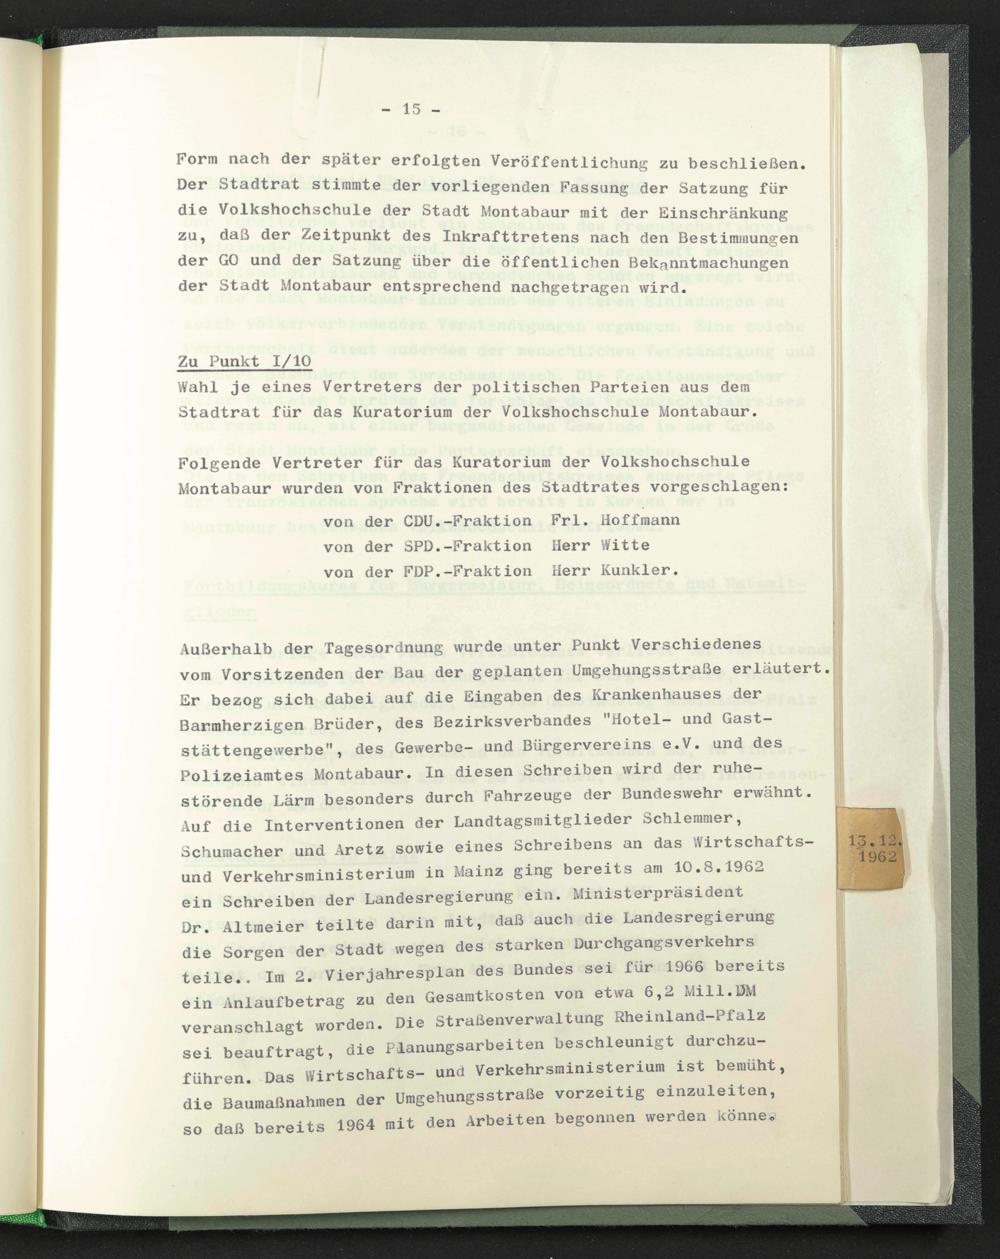 - 15 -
Form nach der später erfolgten Veröffentlichung zu beschließen.
Der Stadtrat stimmte der vorliegenden Fassung der Satzung für
die Volkshochschule der Stadt Montabaur mit der Einschränkung
zu, daß der Zeitpunkt des Inkrafttretens nach den Bestimmungen
der GO und der Satzung über die öffentlichen Bekanntmachungen
der Stadt Montabaur entsprechend nachgetragen wird.
Zu Punkt I/10
Wahl je eines Vertreters der politischen Parteien aus dem
Stadtrat für das Kuratorium der Volkshochschule Montabaur.
Folgende Vertreter für das Kuratorium der Volkshochschule
Montabaur wurden von Fraktionen des Stadtrates vorgeschlagen:
von der CDU.-Fraktion Frl. Hoffmann
von der SPD.-Fraktion Herr Witte
von der FDP.-Fraktion Herr Kunkler.
Außerhalb der Tagesordnung wurde unter Punkt Verschiedenes
vom Vorsitzenden der Bau der geplanten Umgehungsstraße erläutert.
Er bezog sich dabei auf die Eingaben des Krankenhauses der
Barmherzigen Brüder, des Bezirksverbandes "Hotel- und Gast-
stättengewerbe", des Gewerbe- und Bürgervereins e.V. und des
Polizeiamtes Montabaur. In diesen Schreiben wird der ruhe-
störende Lärm besonders durch Fahrzeuge der Bundeswehr erwähnt.
Auf die Interventionen der Landtagsmitglieder Schlemmer,
Schumacher und Aretz sowie eines Schreibens an das Wirtschafts-
und Verkehrsministerium in Mainz ging bereits am 10.8.1962
ein Schreiben der Landesregierung ein. Ministerpräsident
Dr. Altmeier teilte darin mit, daß auch die Landesregierung
die Sorgen der Stadt wegen des starken Durchgangsverkehrs
teile.. Im 2. Vierjahresplan des Bundes sei für 1966 bereits
ein Anlaufbetrag zu den Gesamtkosten von etwa 6,2 Mill.DM
veranschlagt worden. Die Straßenverwaltung Rheinland-Pfalz
sei beauftragt, die Planungsarbeiten beschleunigt durchzu-
führen. Das Wirtschafts- und Verkehrsministerium ist bemüht,
die Baumaßnahmen der Umgehungsstraße vorzeitig einzuleiten,
so daß bereits 1964 mit den Arbeiten begonnen werden könne.
13.12.
1962